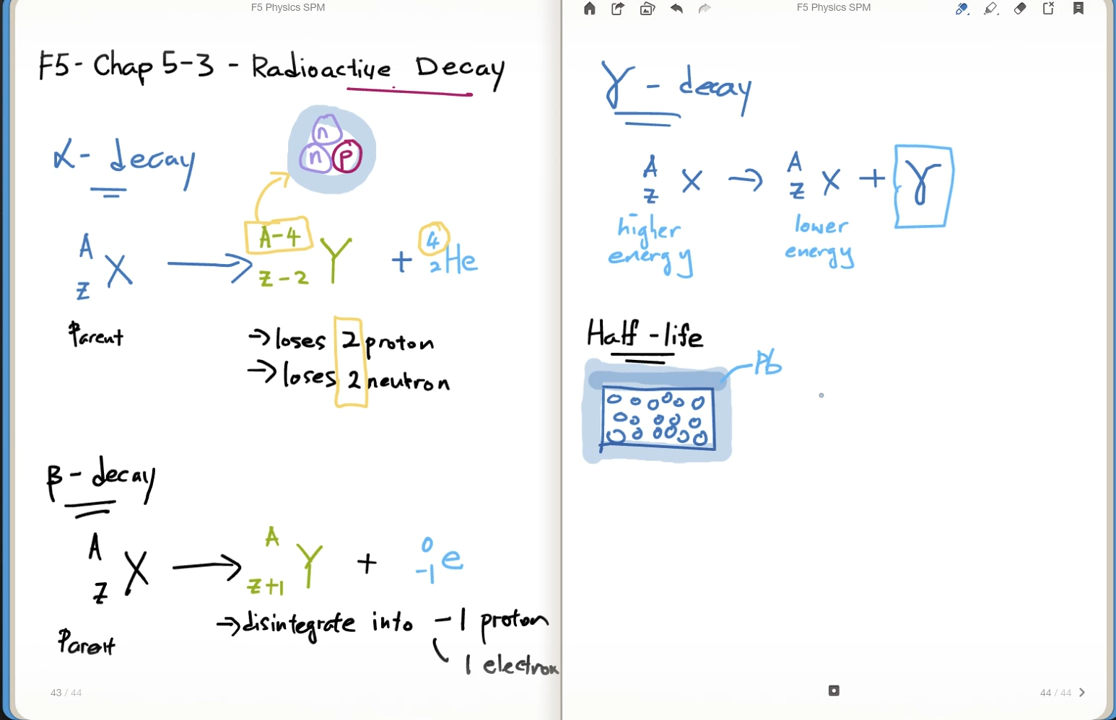 F5 Physics SPM
F5- Chap 5-3 - Radioactive Decay
n
n p
α- decay
A
Z X → A-4
Z-2 Y + 4
2 He
Parent
→ loses 2 proton
→ loses 2 neutron
β- decay
A
Z X → A
Z+1 Y + 0
-1 e
Parent
→ disintegrate into - 1 proton
1 electron
43 / 44
F5 Physics SPM
γ - decay
A
Z X → A
Z X + γ
higher
energy
lower
energy
Half-life
Pb
44 / 44